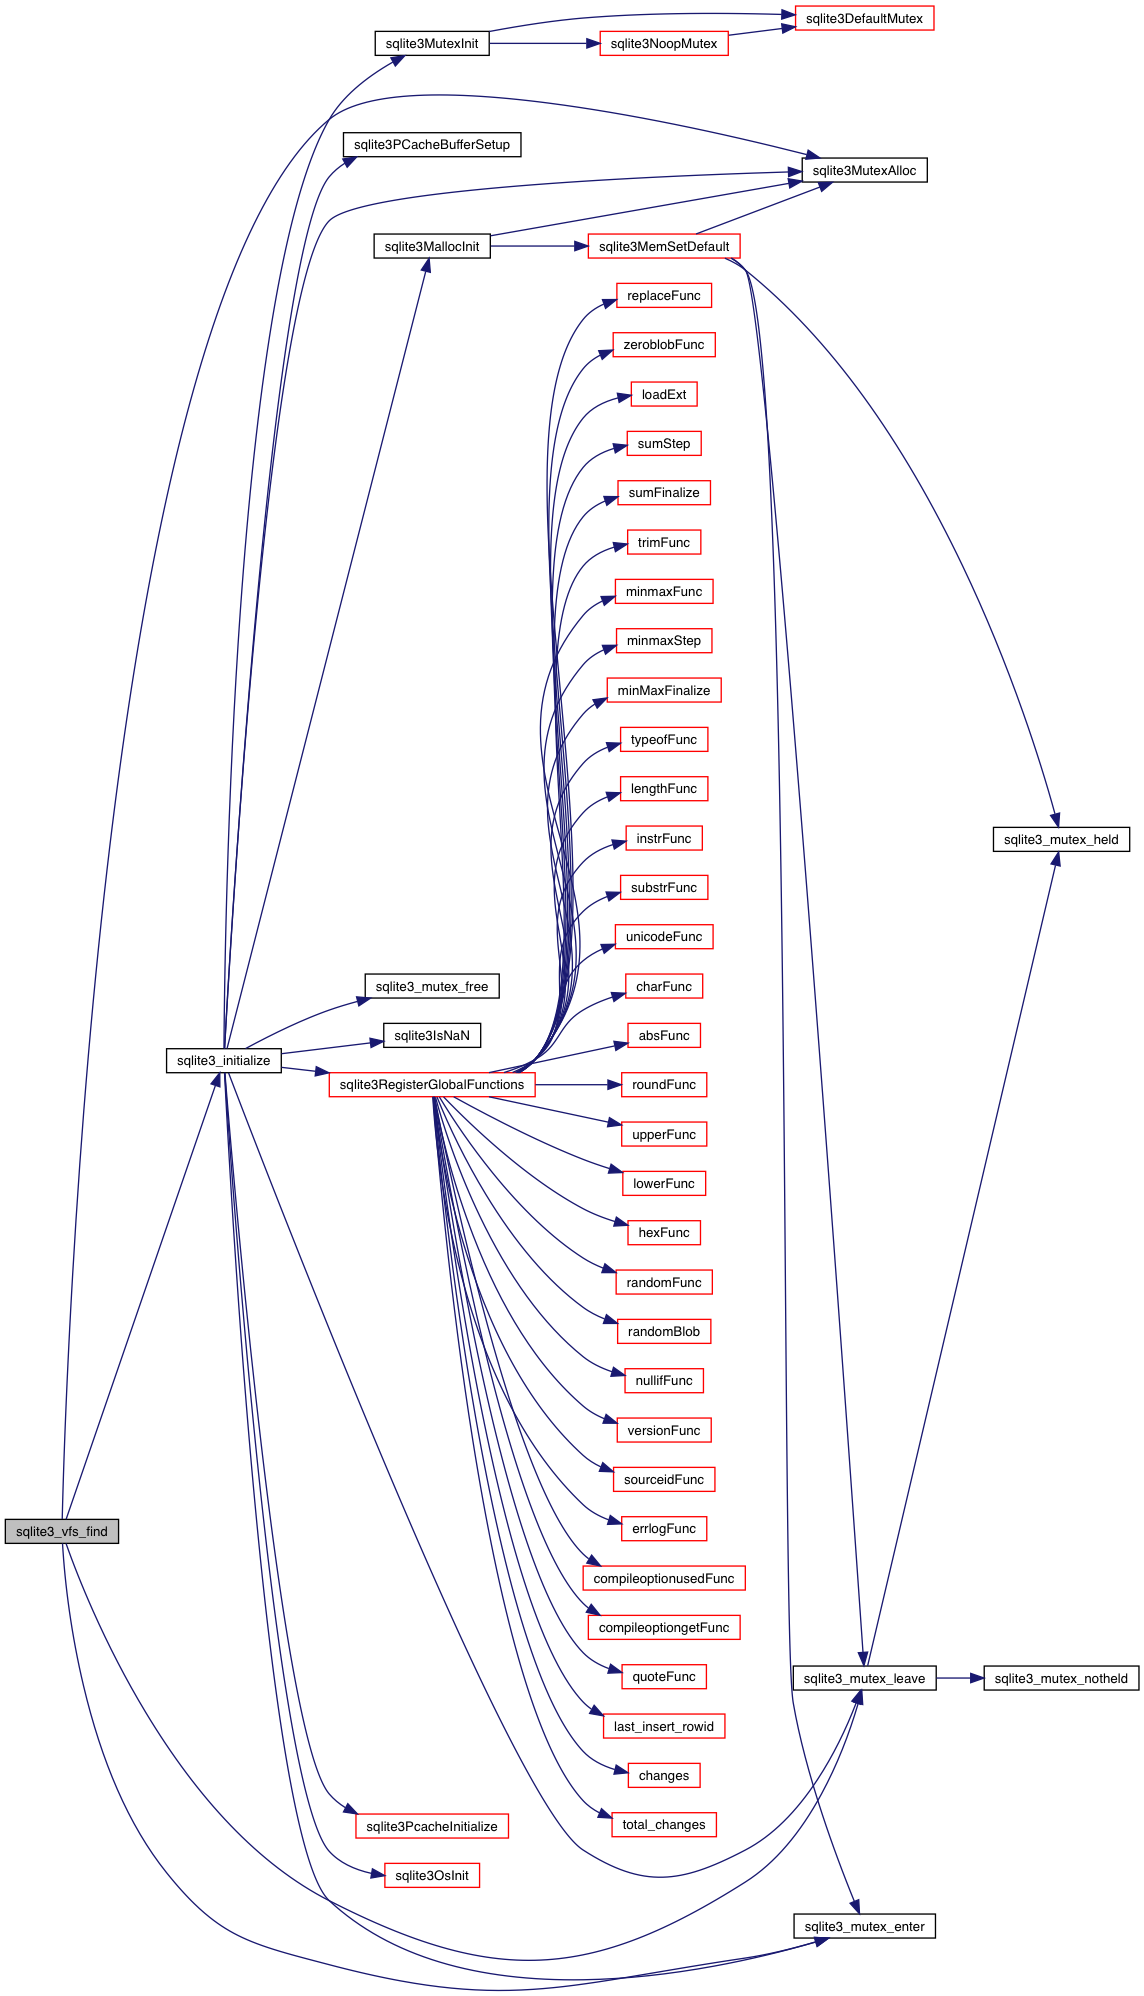 sqlite3DefaultMutex
sqlite3MutexInit
sqlite3NoopMutex
sqlite3PCacheBufferSetup
sqlite3MutexAlloc
sqlite3MallocInit
sqlite3MemSetDefault
replaceFunc
zeroblobFunc
loadExt
sumStep
sumFinalize
trimFunc
minmaxFunc
minmaxStep
minMaxFinalize
typeofFunc
lengthFunc
instrFunc
sqlite3_mutex_held
substrFunc
unicodeFunc
sqlite3_mutex_free
charFunc
sqlite3IsNaN
absFunc
sqlite3_initialize
sqlite3RegisterGlobalFunctions
roundFunc
upperFunc
lowerFunc
hexFunc
randomFunc
randomBlob
nullifFunc
versionFunc
sourceidFunc
errlogFunc
sqlite3_vfs_find
compileoptionusedFunc
compileoptiongetFunc
quoteFunc
sqlite3_mutex_leave
sqlite3_mutex_notheld
last_insert_rowid
changes
total_changes
sqlite3PcacheInitialize
sqlite3OsInit
sqlite3_mutex_enter